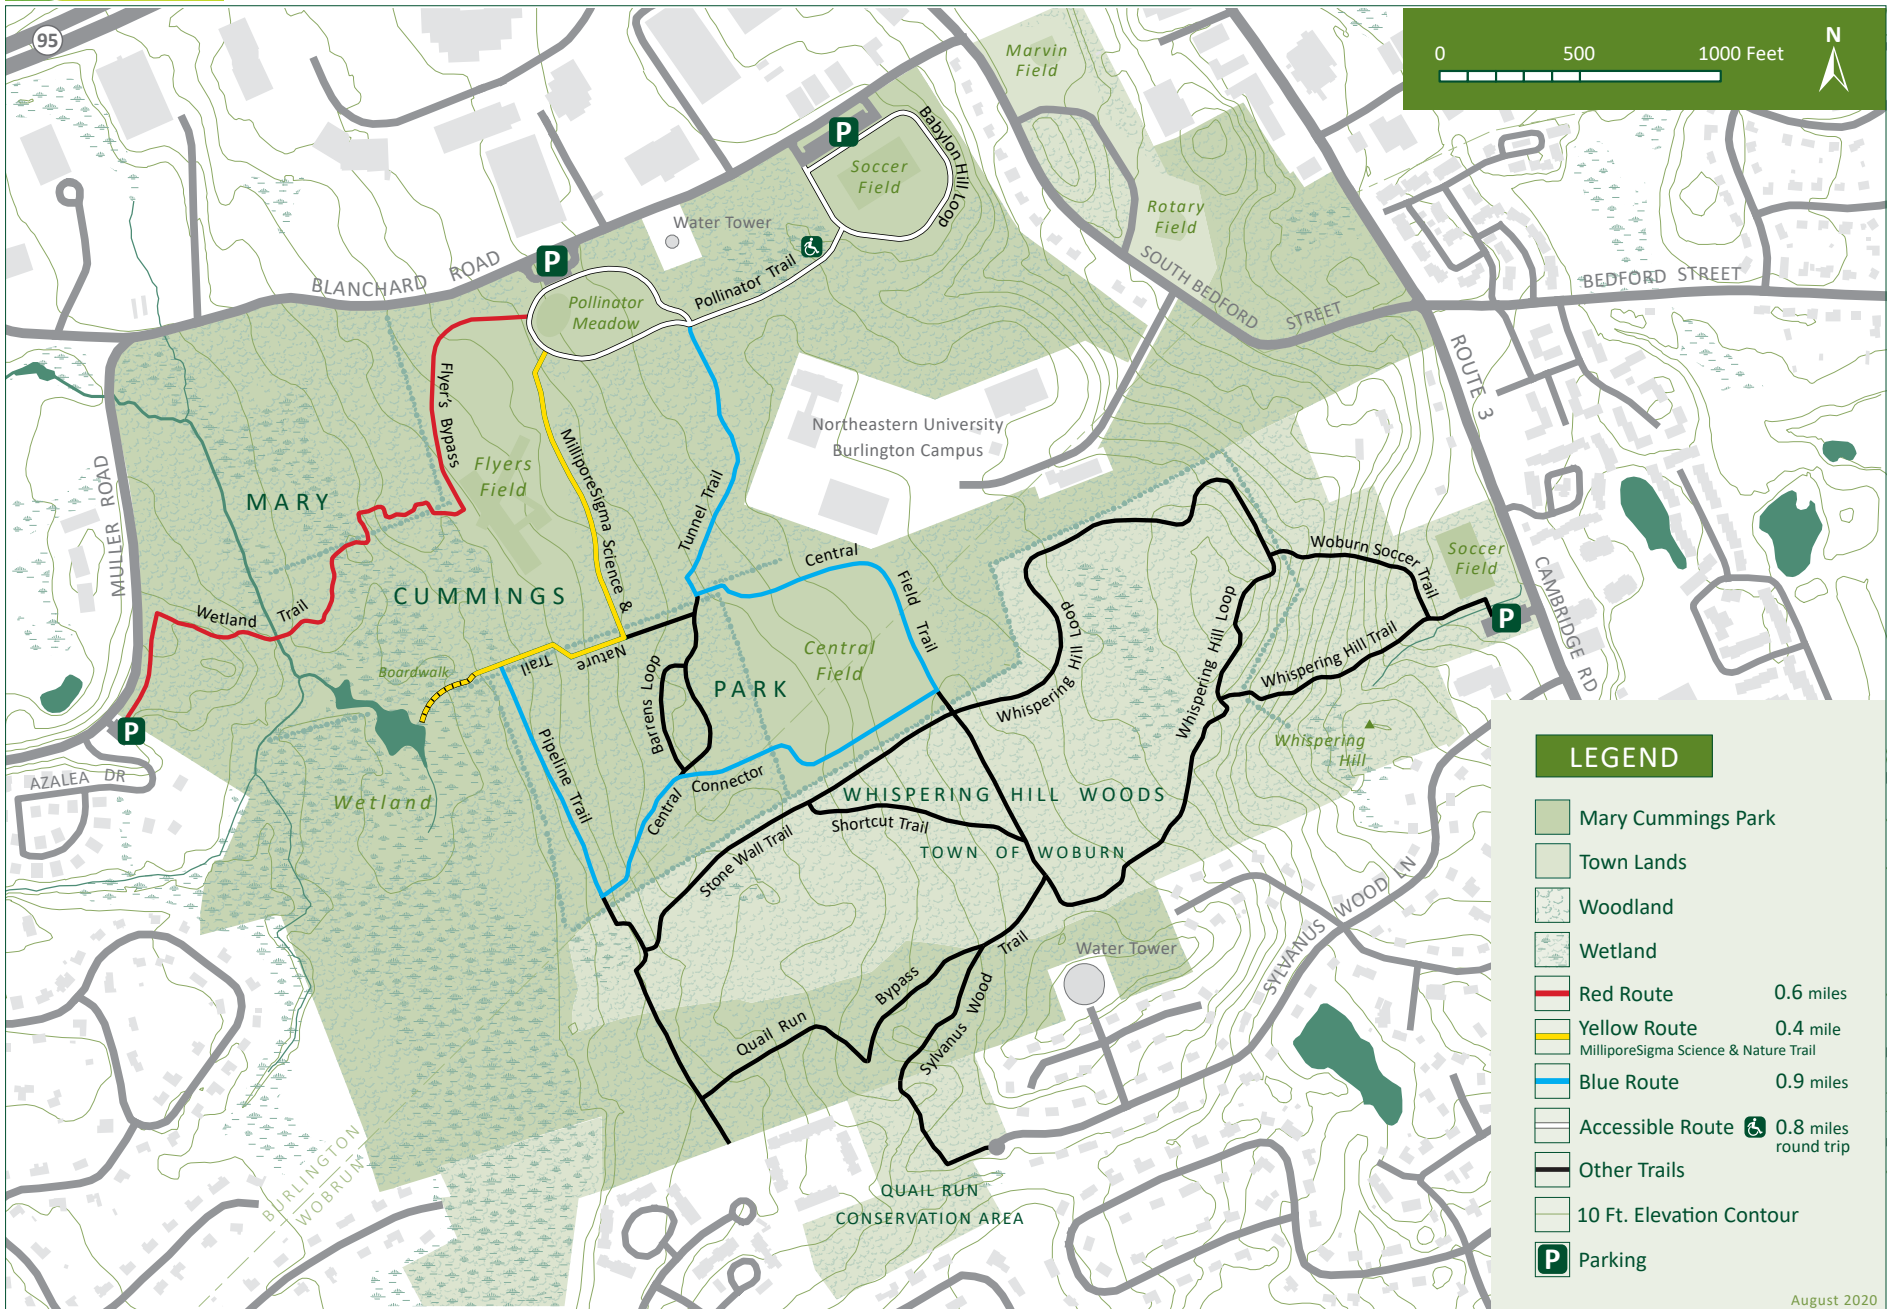 95
0 500 1000 Feet
N
Marvin
Field
P
Babylon Hill Loop
Soccer
Field
Rotary
Field
Water Tower
P
BLANCHARD ROAD
Pollinator Trail
Pollinator
Meadow
SOUTH BEDFORD STREET
BEDFORD STREET
ROUTE 3
Flyer's Bypass
Northeastern University
Burlington Campus
MilliporeSigma Science &
Nature Trail
Flyers
Field
Tunnel Trail
MULLER ROAD
MARY
CUMMINGS
PARK
Central Field Trail
Woburn Soccer Trail
Soccer
Field
CAMBRIDGE RD
P
Wetland Trail
Whispering Hill Loop
Whispering Hill Loop
Whispering Hill Trail
Boardwalk
Barrens Loop
Central
Field
Whispering
Hill
P
AZALEA DR
Wetland
Pipeline Trail
Central Connector
WHISPERING HILL WOODS
Shortcut Trail
TOWN OF WOBURN
Stone Wall Trail
Water Tower
SYLVANUS WOOD LN
Quail Run Bypass
Sylvanus Wood Trail
BURLINGTON
WOBRUN
QUAIL RUN
CONSERVATION AREA
LEGEND
Mary Cummings Park
Town Lands
Woodland
Wetland
Red Route 0.6 miles
Yellow Route 0.4 mile
MilliporeSigma Science & Nature Trail
Blue Route 0.9 miles
Accessible Route 0.8 miles
round trip
Other Trails
10 Ft. Elevation Contour
P Parking
August 2020